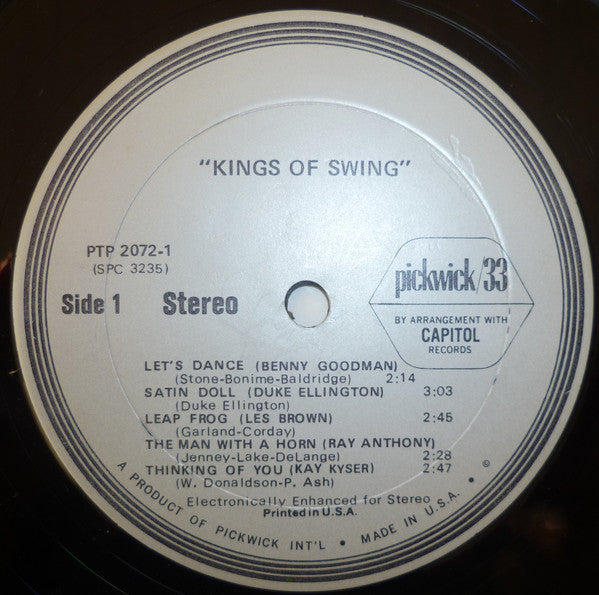 "KINGS OF SWING"
PTP 2072-1
(SPC 3235)
Side 1 Stereo
pickwick/33
BY ARRANGEMENT WITH
CAPITOL
RECORDS
LET'S DANCE (BENNY GOODMAN)
(Stone-Bonime-Baldridge) 2:14
SATIN DOLL (DUKE ELLINGTON) 3:03
(Duke Ellington)
LEAP FROG (LES BROWN) 2:45
(Garland-Corday)
THE MAN WITH A HORN (RAY ANTHONY)
(Jenney-Lake-DeLange) 2:28
THINKING OF YOU (KAY KYSER) 2:47
(W. Donaldson-P. Ash)
Electronically Enhanced for Stereo
Printed in U.S.A.
A PRODUCT OF PICKWICK INT'L • MADE IN U.S.A. • ©